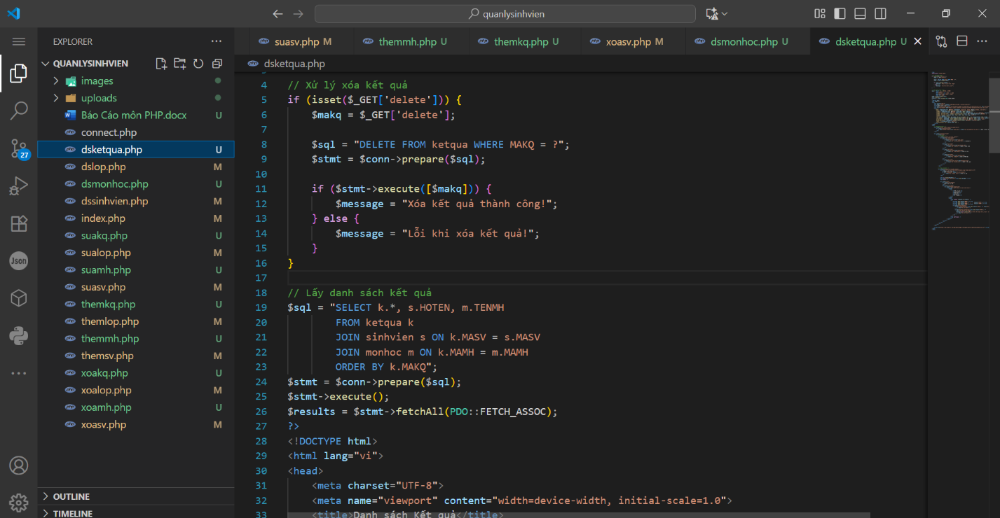 quanlysinhvien
EXPLORER
QUANLYSINHVIEN
images
uploads
Báo Cáo môn PHP.docx U
connect.php
dsketqua.php U
dslop.php M
dsmonhoc.php U
dssinhvien.php M
index.php M
suakq.php U
sualop.php M
suamh.php U
suasv.php M
themkq.php U
themlop.php M
themmh.php U
themsv.php M
xoakq.php U
xoalop.php M
xoamh.php U
xoasv.php M
OUTLINE
TIMELINE
27
Json
suasv.php M themmh.php U themkq.php U xoasv.php M dsmonhoc.php U dsketqua.php U
dsketqua.php
4 // Xử lý xóa kết quả
5 if (isset($_GET['delete'])) {
6 $makq = $_GET['delete'];
7
8 $sql = "DELETE FROM ketqua WHERE MAKQ = ?";
9 $stmt = $conn->prepare($sql);
10
11 if ($stmt->execute([$makq])) {
12 $message = "Xóa kết quả thành công!";
13 } else {
14 $message = "Lỗi khi xóa kết quả!";
15 }
16 }
17
18 // Lấy danh sách kết quả
19 $sql = "SELECT k.*, s.HOTEN, m.TENMH
20 FROM ketqua k
21 JOIN sinhvien s ON k.MASV = s.MASV
22 JOIN monhoc m ON k.MAMH = m.MAMH
23 ORDER BY k.MAKQ";
24 $stmt = $conn->prepare($sql);
25 $stmt->execute();
26 $results = $stmt->fetchAll(PDO::FETCH_ASSOC);
27 ?>
28 <!DOCTYPE html>
29 <html lang="vi">
30 <head>
31 <meta charset="UTF-8">
32 <meta name="viewport" content="width=device-width, initial-scale=1.0">
33 <title>Danh sách Kết quả</title>